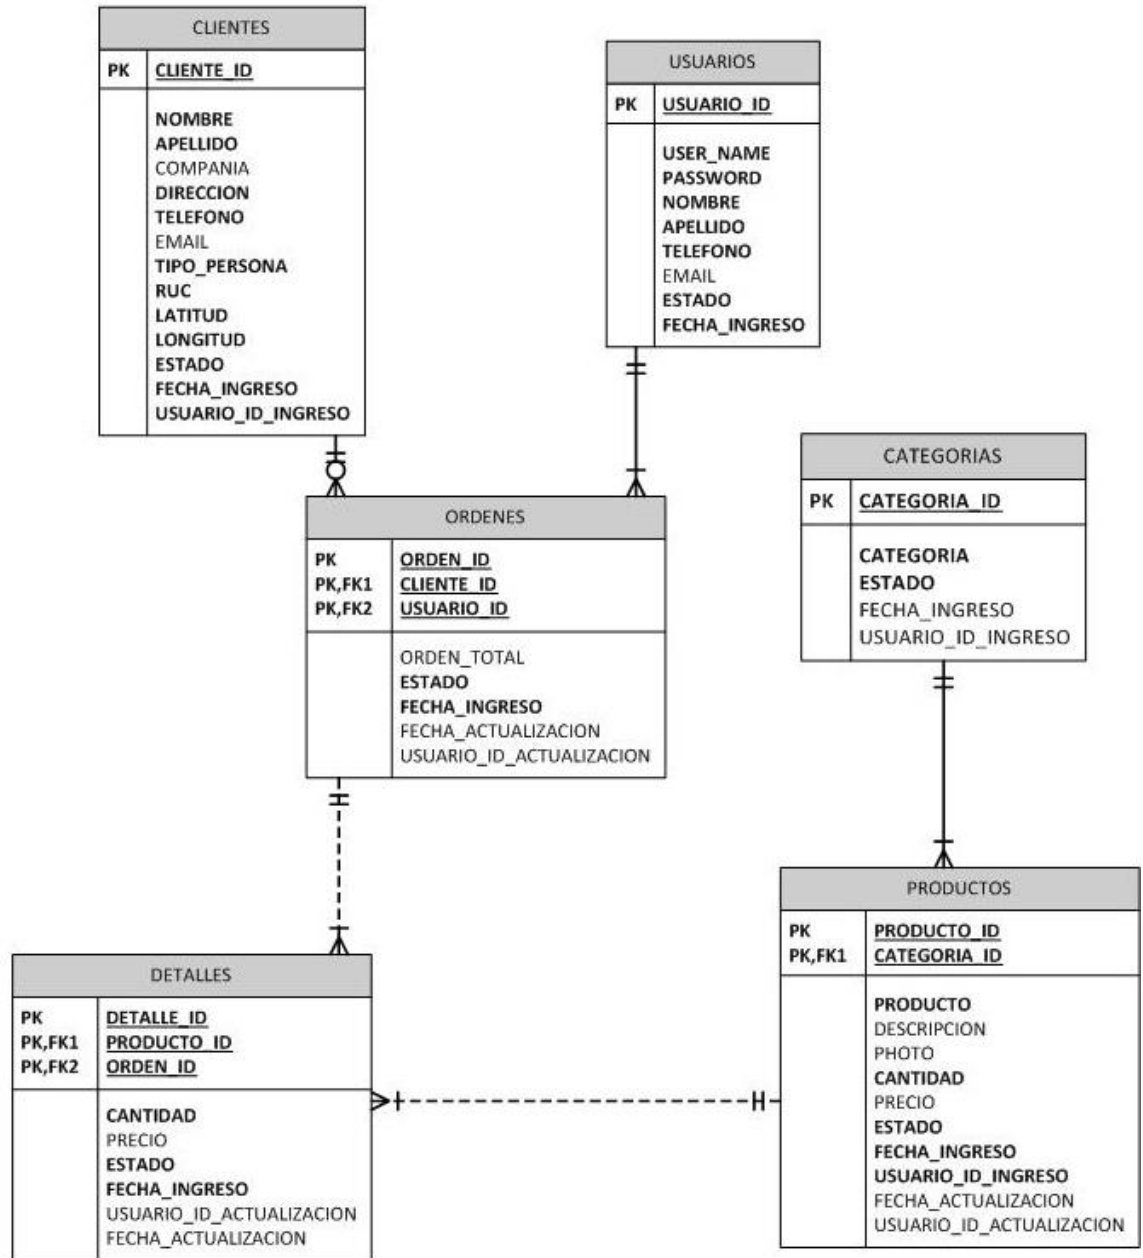 CLIENTES
PK CLIENTE_ID
NOMBRE
APELLIDO
COMPANIA
DIRECCION
TELEFONO
EMAIL
TIPO_PERSONA
RUC
LATITUD
LONGITUD
ESTADO
FECHA_INGRESO
USUARIO_ID_INGRESO
USUARIOS
PK USUARIO_ID
USER_NAME
PASSWORD
NOMBRE
APELLIDO
TELEFONO
EMAIL
ESTADO
FECHA_INGRESO
CATEGORIAS
PK CATEGORIA_ID
CATEGORIA
ESTADO
FECHA_INGRESO
USUARIO_ID_INGRESO
ORDENES
PK ORDEN_ID
PK,FK1 CLIENTE_ID
PK,FK2 USUARIO_ID
ORDEN_TOTAL
ESTADO
FECHA_INGRESO
FECHA_ACTUALIZACION
USUARIO_ID_ACTUALIZACION
PRODUCTOS
PK PRODUCTO_ID
PK,FK1 CATEGORIA_ID
PRODUCTO
DESCRIPCION
PHOTO
CANTIDAD
PRECIO
ESTADO
FECHA_INGRESO
USUARIO_ID_INGRESO
FECHA_ACTUALIZACION
USUARIO_ID_ACTUALIZACION
DETALLES
PK DETALLE_ID
PK,FK1 PRODUCTO_ID
PK,FK2 ORDEN_ID
CANTIDAD
PRECIO
ESTADO
FECHA_INGRESO
USUARIO_ID_ACTUALIZACION
FECHA_ACTUALIZACION